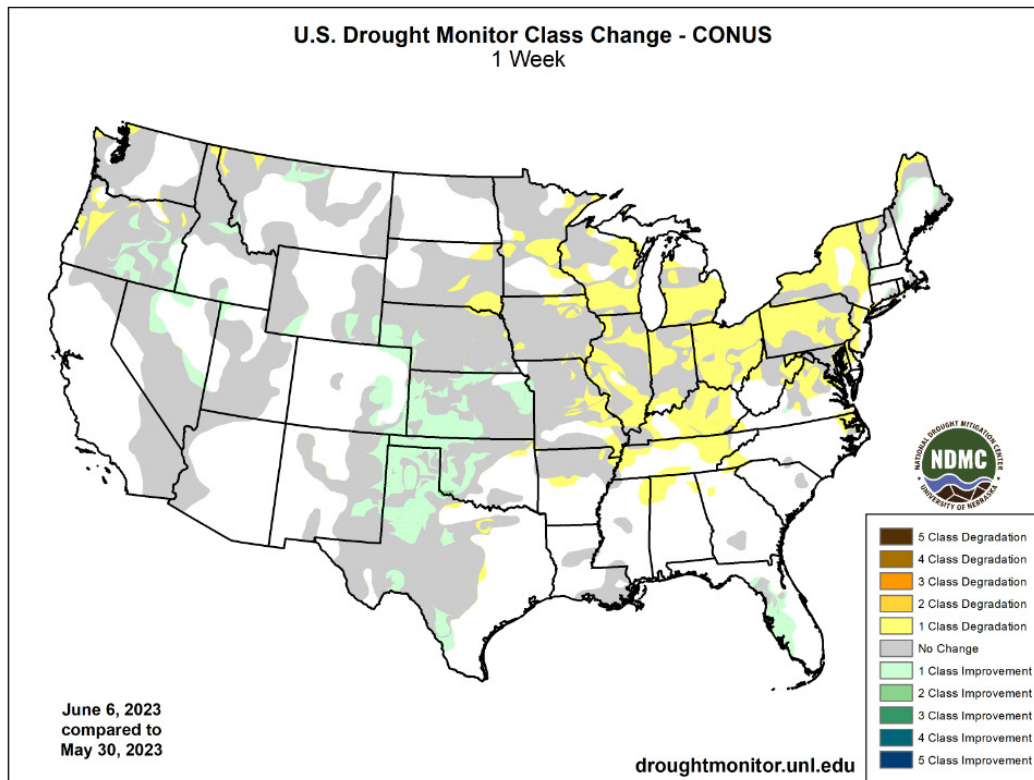 U.S. Drought Monitor Class Change - CONUS
1 Week
NATIONAL DROUGHT MITIGATION CENTER
NDMC
UNIVERSITY OF NEBRASKA
5 Class Degradation
4 Class Degradation
3 Class Degradation
2 Class Degradation
1 Class Degradation
No Change
1 Class Improvement
2 Class Improvement
3 Class Improvement
4 Class Improvement
5 Class Improvement
June 6, 2023
compared to
May 30, 2023
droughtmonitor.unl.edu